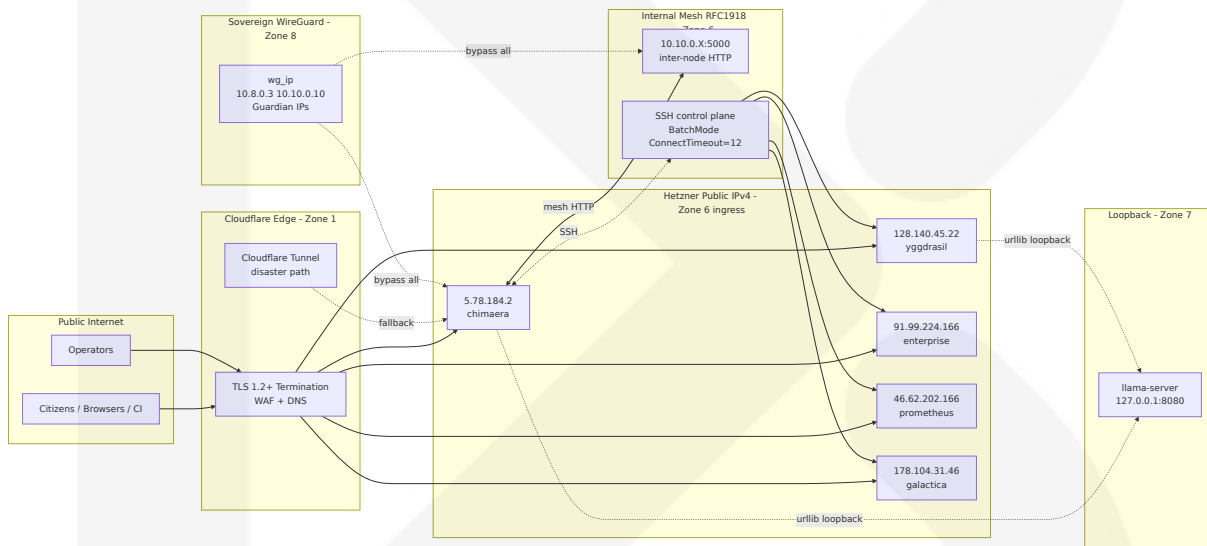 Sovereign WireGuard -
Zone 8
wg_ip
10.8.0.3 10.10.0.10
Guardian IPs
Internal Mesh RFC1918
10.10.0.X:5000
inter-node HTTP
SSH control plane
BatchMode
ConnectTimeout=12
bypass all
Cloudflare Edge - Zone 1
Cloudflare Tunnel
disaster path
TLS 1.2+ Termination
WAF + DNS
Public Internet
Operators
Citizens / Browsers / CI
Hetzner Public IPv4 -
Zone 6 ingress
mesh HTTP
SSH
bypass all
fallback
5.78.184.2
chimaera
128.140.45.22
yggdrasil
91.99.224.166
enterprise
46.62.202.166
prometheus
178.104.31.46
galactica
urllib loopback
urllib loopback
Loopback - Zone 7
llama-server
127.0.0.1:8080